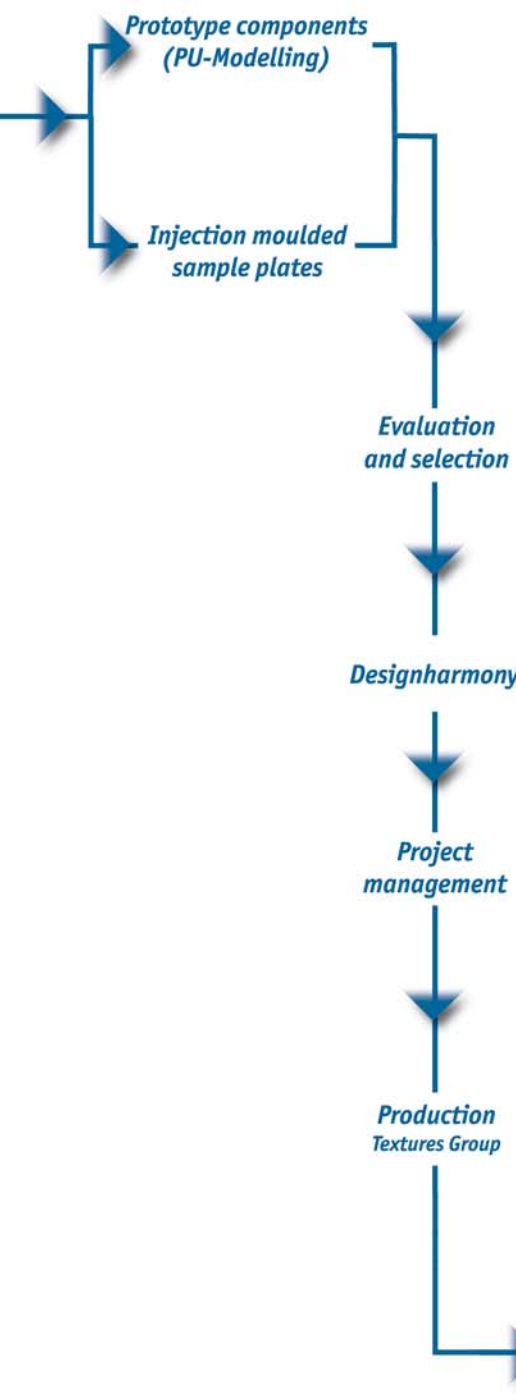 Prototype components
(PU-Modelling)
Injection moulded
sample plates
Evaluation
and selection
Designharmony
Project
management
Production
Textures Group